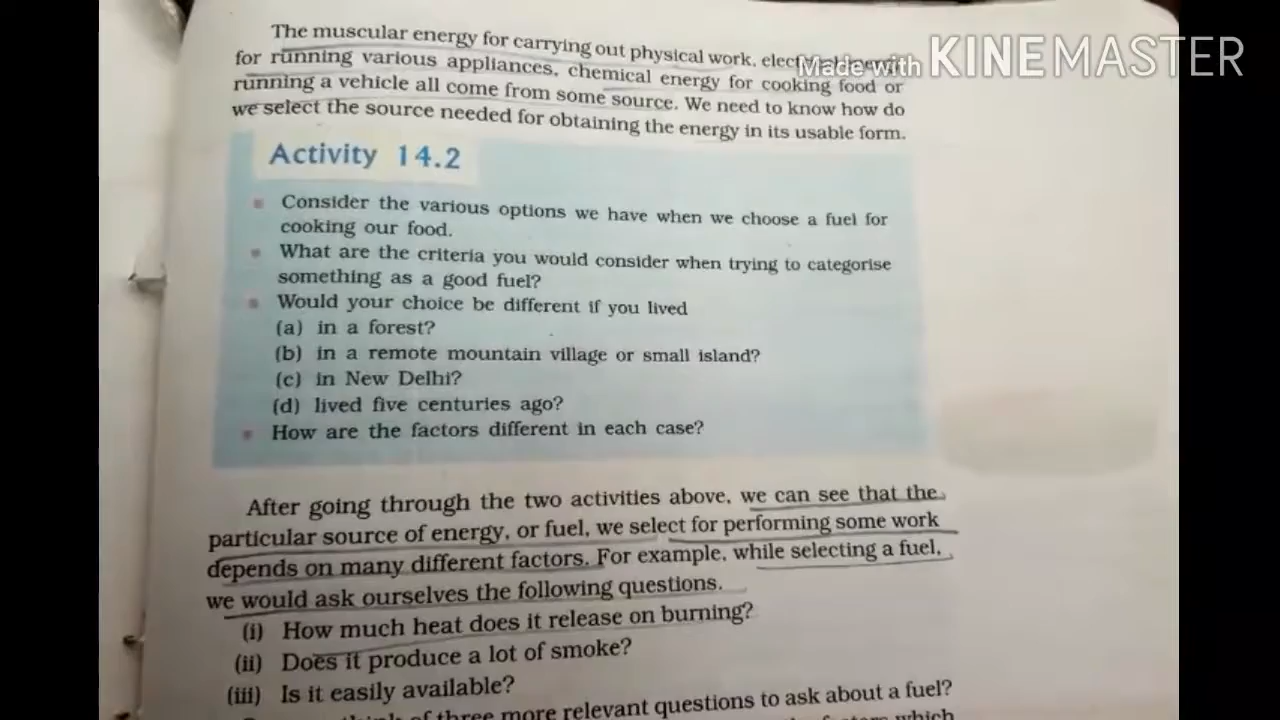 The muscular energy for carrying out physical work,
Made with KINEMASTER
for running various appliances, chemical energy for cooking food or
running a vehicle all come from some source. We need to know how do
we select the source needed for obtaining the energy in its usable form.
Activity 14.2
Consider the various options we have when we choose a fuel for
cooking our food.
What are the criteria you would consider when trying to categorise
something as a good fuel?
Would your choice be different if you lived
(a) in a forest?
(b) in a remote mountain village or small island?
(c) in New Delhi?
(d) lived five centuries ago?
How are the factors different in each case?
After going through the two activities above, we can see that the
particular source of energy, or fuel, we select for performing some work
depends on many different factors. For example, while selecting a fuel,
we would ask ourselves the following questions.
(i) How much heat does it release on burning?
(ii) Does it produce a lot of smoke?
(iii) Is it easily available?
of three more relevant questions to ask about a fuel?
which